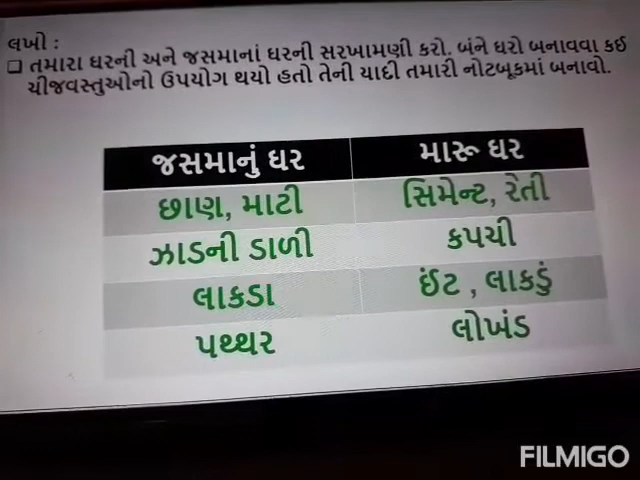 લખો :
❑ તમારા ઘરની અને જસમાનાં ઘરની સરખામણી કરો. બંને ઘરો બનાવવા કઈ
ચીજવસ્તુઓનો ઉપયોગ થયો હતો તેની યાદી તમારી નોટબૂકમાં બનાવો.
જસમાનું ઘર મારૂ ઘર
છાણ, માટી સિમેન્ટ, રેતી
ઝાડની ડાળી કપચી
લાકડા ઈંટ , લાકડું
પથ્થર લોખંડ
FILMIGO